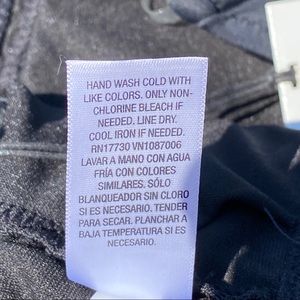 HAND WASH COLD WITH
LIKE COLORS. ONLY NON-
CHLORINE BLEACH IF
NEEDED. LINE DRY.
COOL IRON IF NEEDED.
RN17730 VN1087006
LAVAR A MANO CON AGUA
FRÍA CON COLORES
SIMILARES. SÓLO
BLANQUEADOR SIN CLORO
SI ES NECESARIO. TENDER
PARA SECAR. PLANCHAR A
BAJA TEMPERATURA SI ES
NECESARIO.